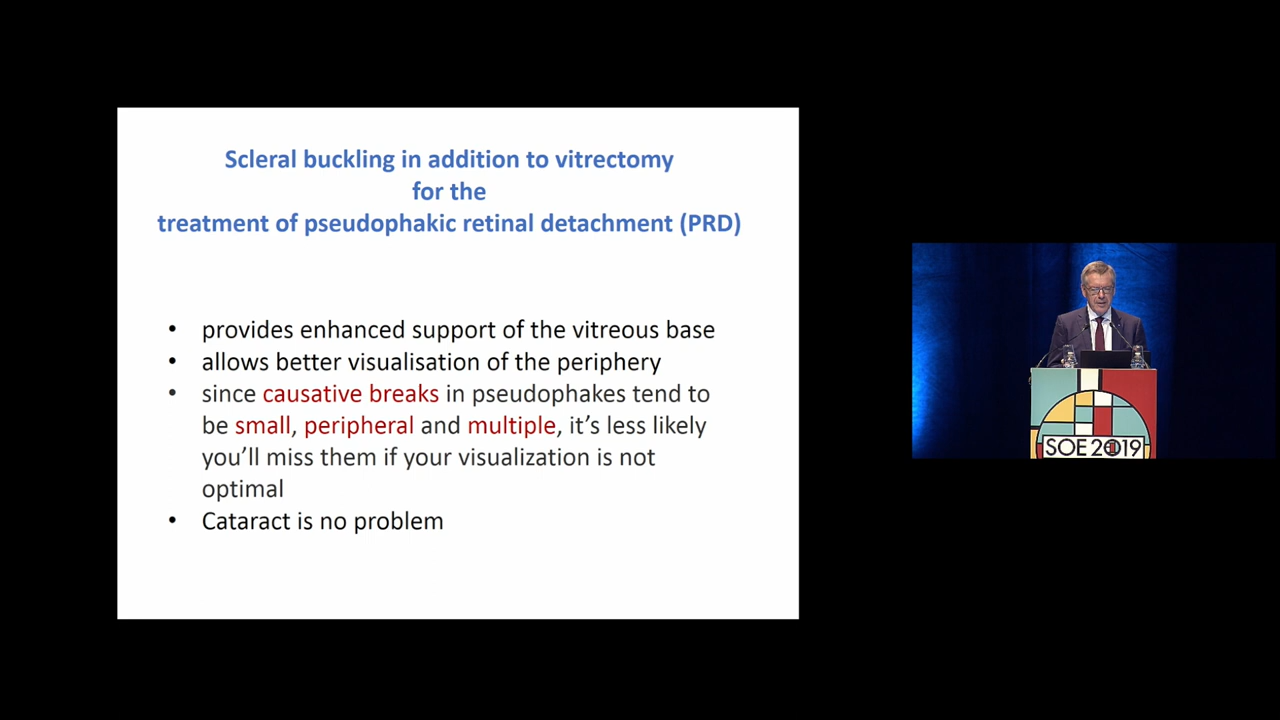 Scleral buckling in addition to vitrectomy
for the
treatment of pseudophakic retinal detachment (PRD)
• provides enhanced support of the vitreous base
• allows better visualisation of the periphery
• since causative breaks in pseudophakes tend to
be small, peripheral and multiple, it’s less likely
you’ll miss them if your visualization is not
optimal
• Cataract is no problem
SOE 2019